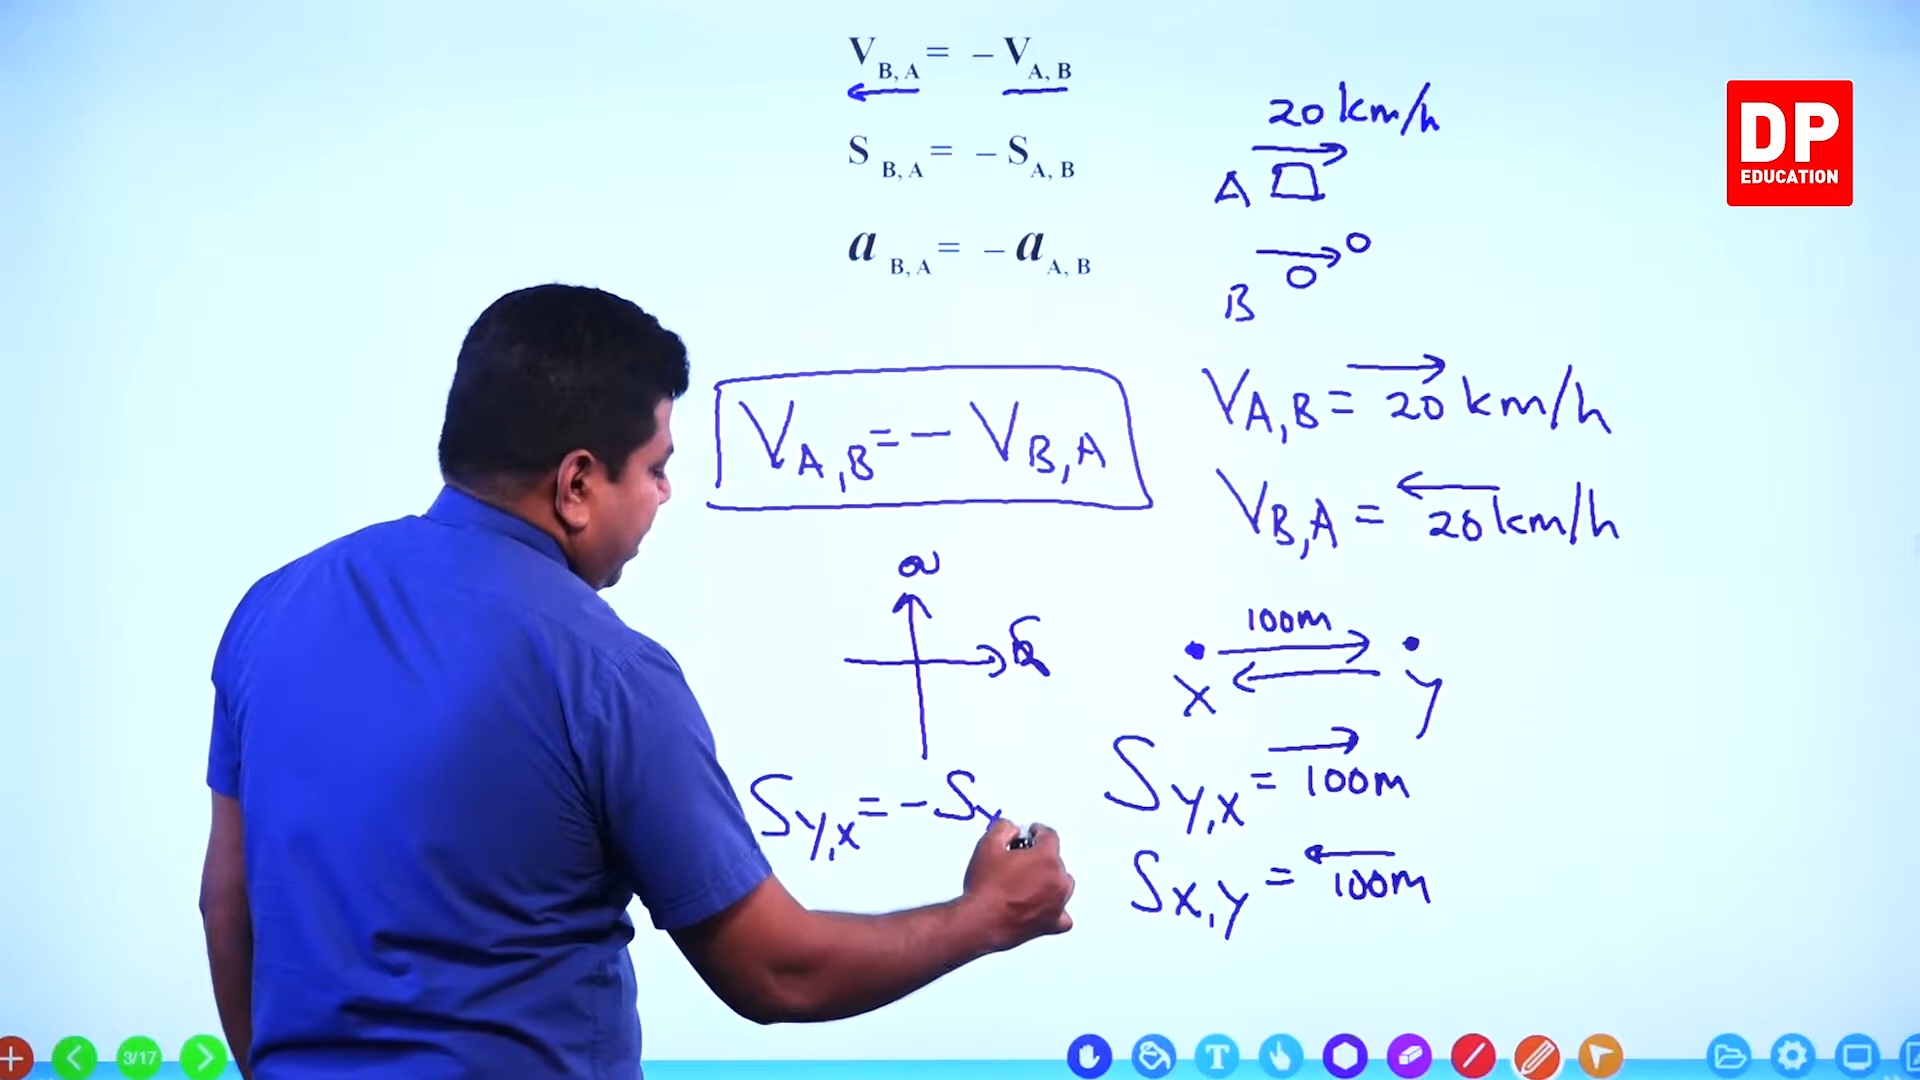 V B, A = – V A, B
S B, A = – S A, B
a B, A = – a A, B
20 km/h
A
B
V A,B = 20 km/h
V B,A = 20 km/h
V A,B = - V B,A
100m
x y
S y,x = 100m
S x,y = 100m
S y,x = - S
DP
EDUCATION
3/17
T